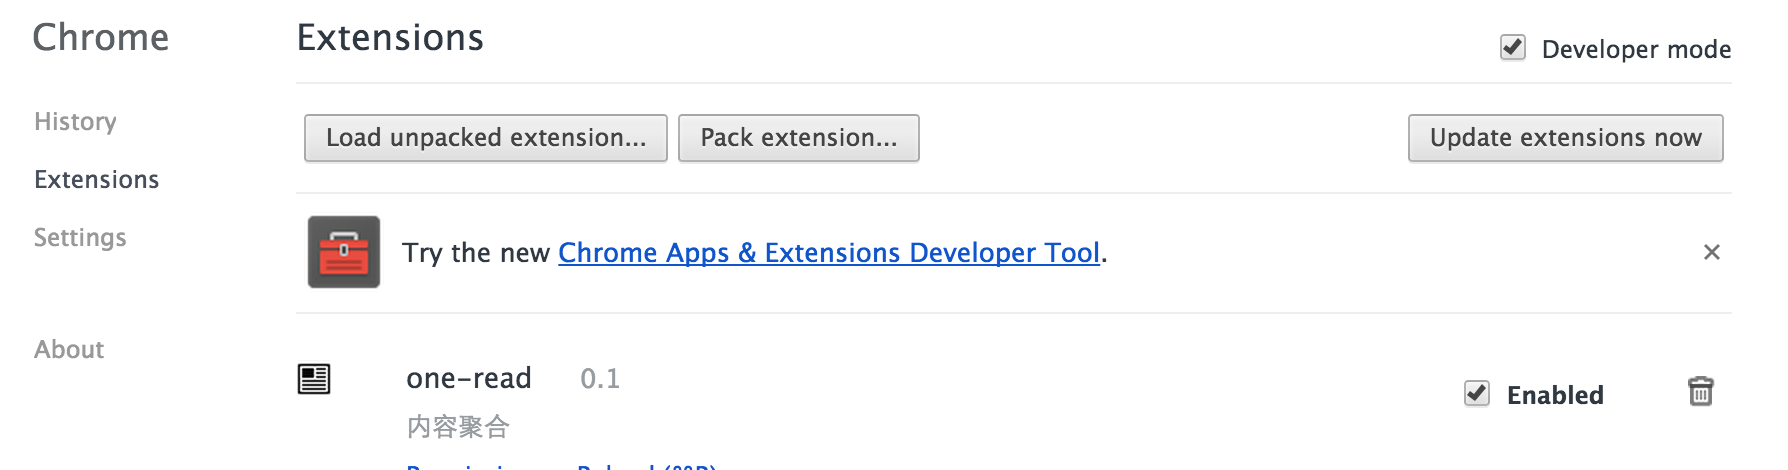 Chrome
Extensions
Developer mode
History
Extensions
Settings
About
Load unpacked extension...
Pack extension...
Update extensions now
Try the new Chrome Apps & Extensions Developer Tool.
one-read 0.1
Enabled
内容聚合